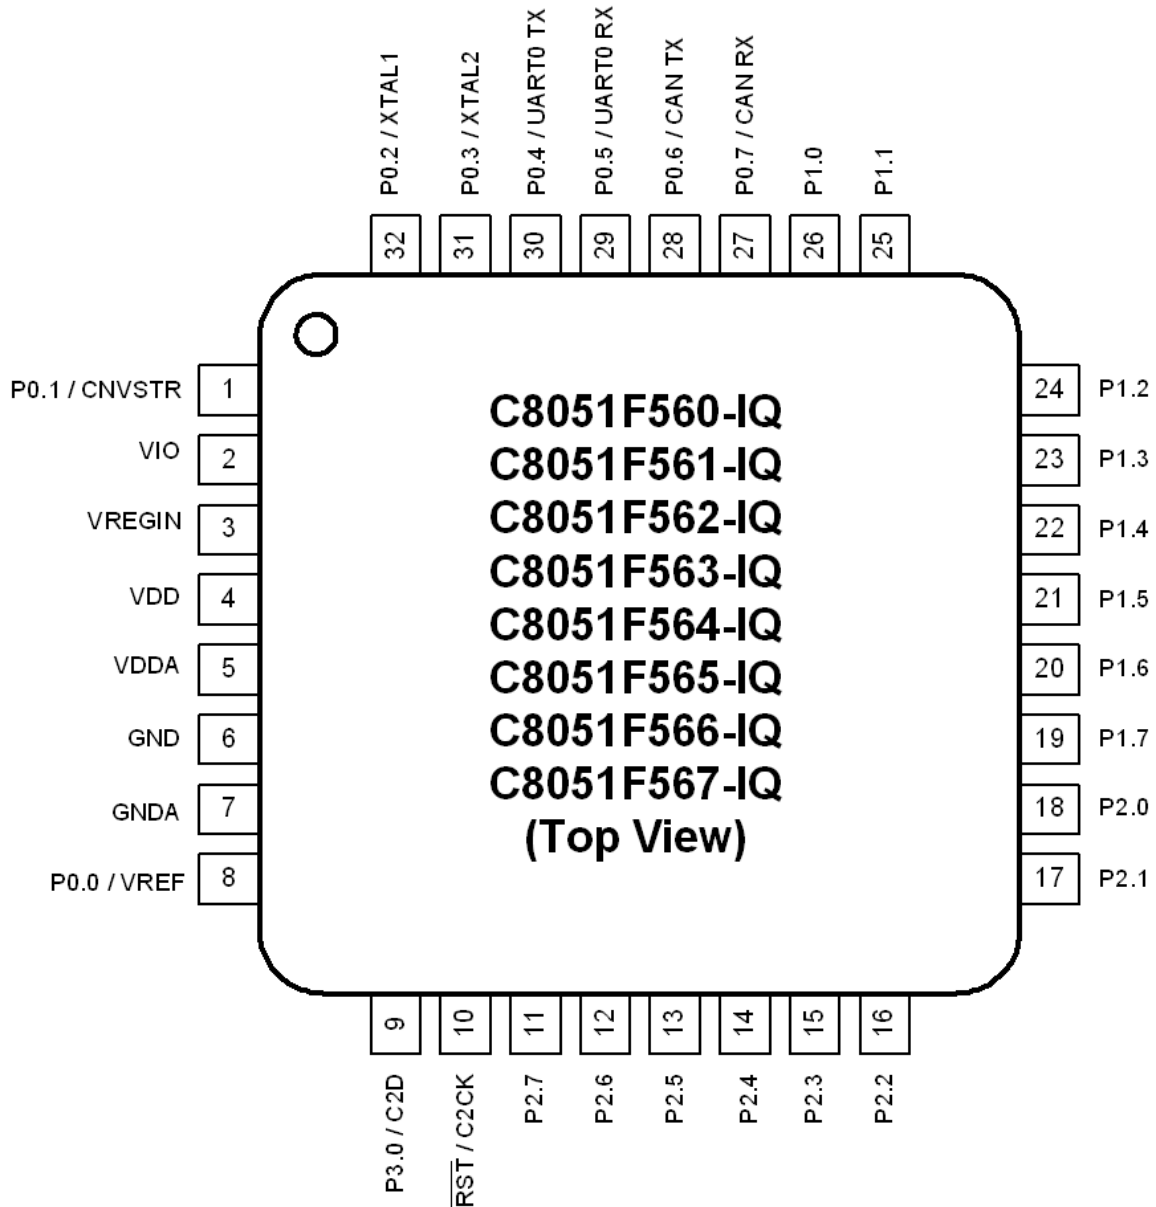 P0.2 / XTAL1
P0.3 / XTAL2
P0.4 / UART0 TX
P0.5 / UART0 RX
P0.6 / CAN TX
P0.7 / CAN RX
P1.0
P1.1
32
31
30
29
28
27
26
25
P0.1 / CNVSTR
1
VIO
2
VREGIN
3
VDD
4
VDDA
5
GND
6
GNDA
7
P0.0 / VREF
8
C8051F560-IQ
C8051F561-IQ
C8051F562-IQ
C8051F563-IQ
C8051F564-IQ
C8051F565-IQ
C8051F566-IQ
C8051F567-IQ
(Top View)
24
P1.2
23
P1.3
22
P1.4
21
P1.5
20
P1.6
19
P1.7
18
P2.0
17
P2.1
9
10
11
12
13
14
15
16
P3.0 / C2D
RST / C2CK
P2.7
P2.6
P2.5
P2.4
P2.3
P2.2